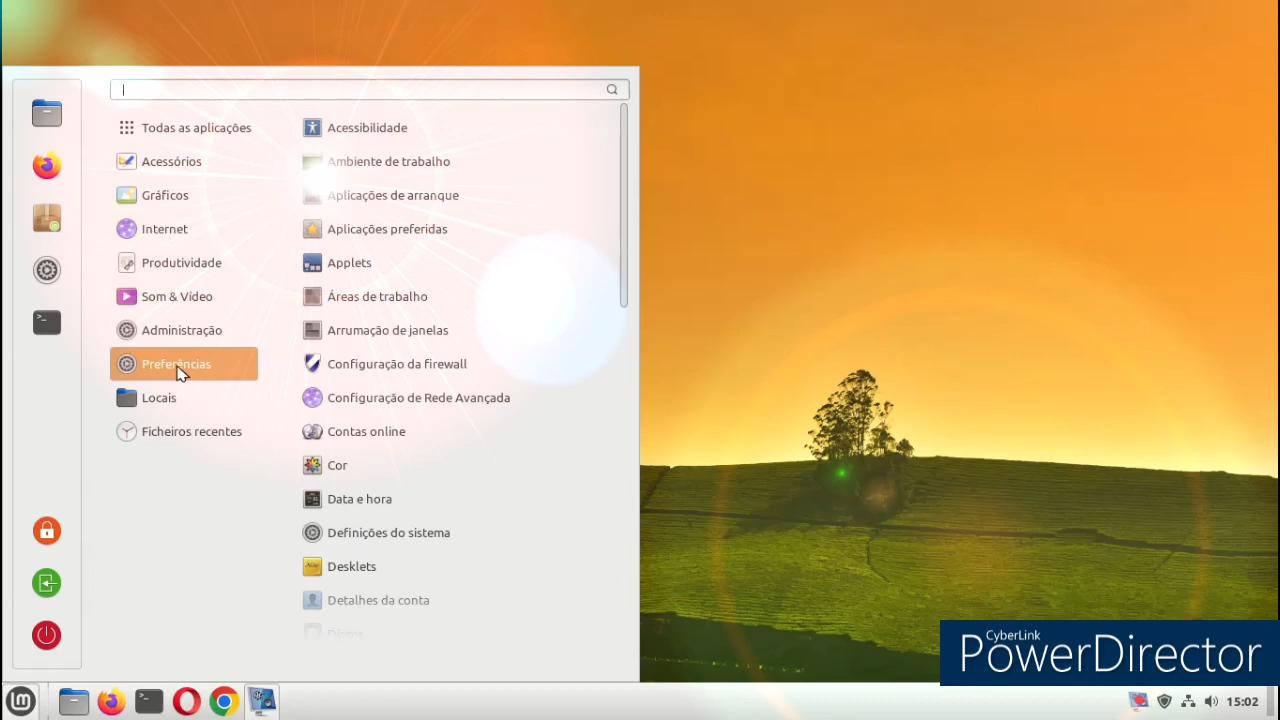 Todas as aplicações
Acessórios
Gráficos
Internet
Produtividade
Som & Vídeo
Administração
Preferências
Locais
Ficheiros recentes
Acessibilidade
Ambiente de trabalho
Aplicações de arranque
Aplicações preferidas
Applets
Áreas de trabalho
Arrumação de janelas
Configuração da firewall
Configuração de Rede Avançada
Contas online
Cor
Data e hora
Definições do sistema
Desklets
Detalhes da conta
CyberLink
PowerDirector
15:02